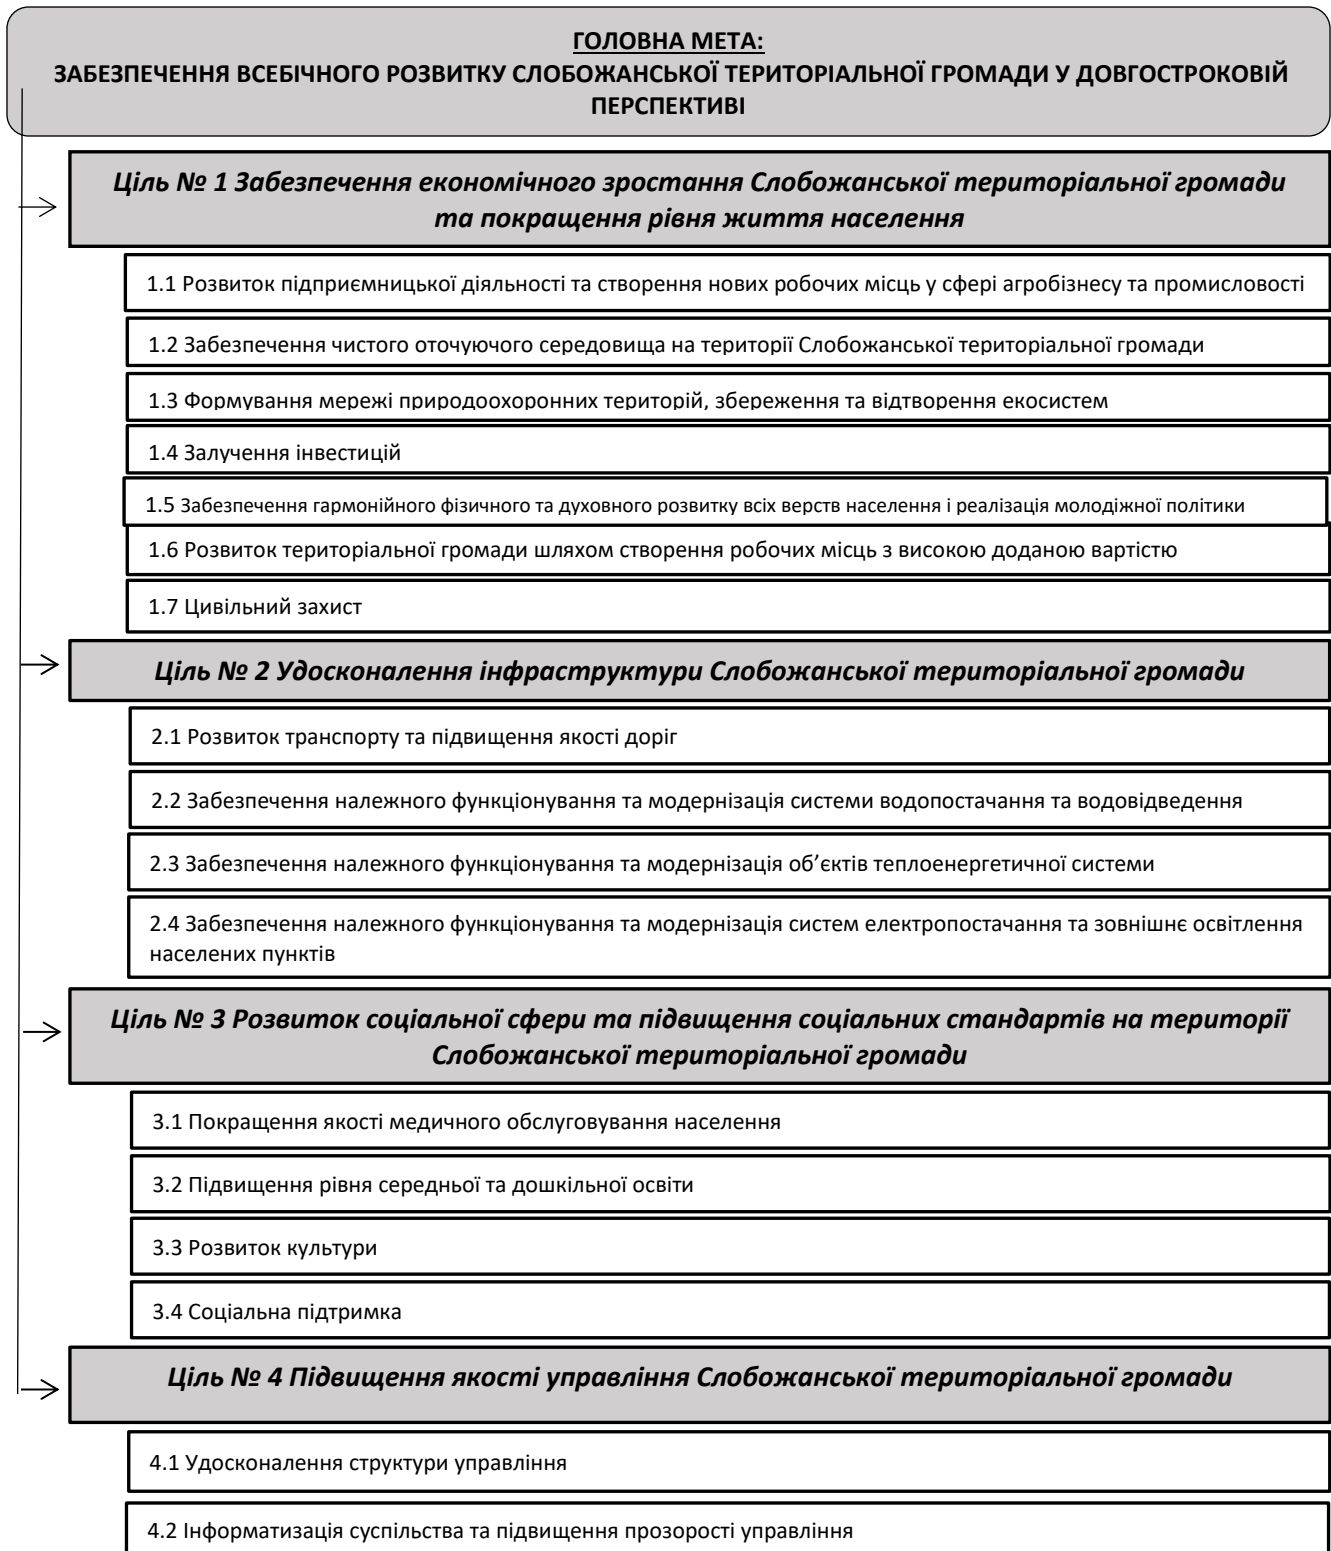 ГОЛОВНА МЕТА:
ЗАБЕЗПЕЧЕННЯ ВСЕБІЧНОГО РОЗВИТКУ СЛОБОЖАНСЬКОЇ ТЕРИТОРІАЛЬНОЇ ГРОМАДИ У ДОВГОСТРОКОВІЙ
ПЕРСПЕКТИВІ
Ціль № 1 Забезпечення економічного зростання Слобожанської територіальної громади
та покращення рівня життя населення
1.1 Розвиток підприємницької діяльності та створення нових робочих місць у сфері агробізнесу та промисловості
1.2 Забезпечення чистого оточуючого середовища на території Слобожанської територіальної громади
1.3 Формування мережі природоохоронних територій, збереження та відтворення екосистем
1.4 Залучення інвестицій
1.5 Забезпечення гармонійного фізичного та духовного розвитку всіх верств населення і реалізація молодіжної політики
1.6 Розвиток територіальної громади шляхом створення робочих місць з високою доданою вартістю
1.7 Цивільний захист
Ціль № 2 Удосконалення інфраструктури Слобожанської територіальної громади
2.1 Розвиток транспорту та підвищення якості доріг
2.2 Забезпечення належного функціонування та модернізація системи водопостачання та водовідведення
2.3 Забезпечення належного функціонування та модернізація об’єктів теплоенергетичної системи
2.4 Забезпечення належного функціонування та модернізація систем електропостачання та зовнішнє освітлення
населених пунктів
Ціль № 3 Розвиток соціальної сфери та підвищення соціальних стандартів на території
Слобожанської територіальної громади
3.1 Покращення якості медичного обслуговування населення
3.2 Підвищення рівня середньої та дошкільної освіти
3.3 Розвиток культури
3.4 Соціальна підтримка
Ціль № 4 Підвищення якості управління Слобожанської територіальної громади
4.1 Удосконалення структури управління
4.2 Інформатизація суспільства та підвищення прозорості управління